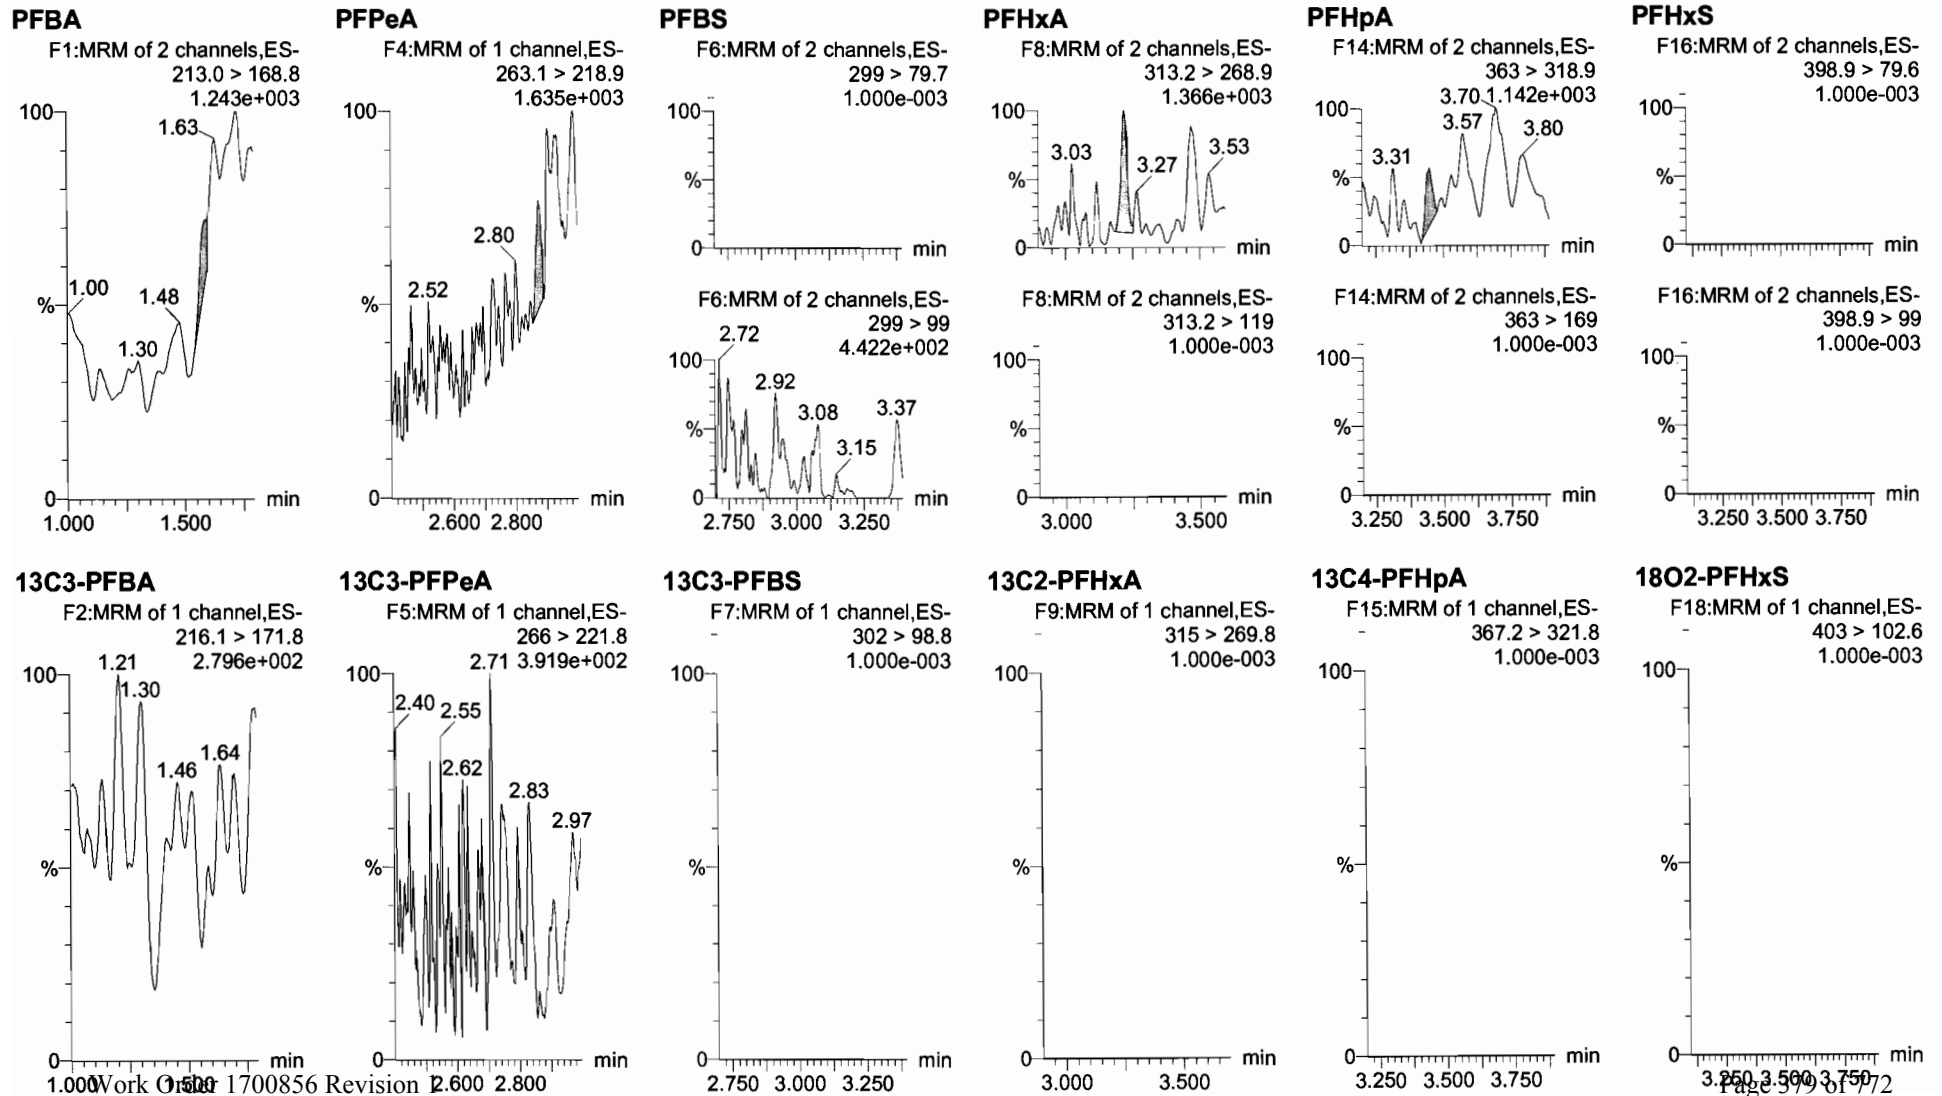 PFBA
F1:MRM of 2 channels,ES-
213.0 > 168.8
1.243e+003
100
1.63
%
1.00
1.48
1.30
0
min
1.000 1.500
PFPeA
F4:MRM of 1 channel,ES-
263.1 > 218.9
1.635e+003
100
2.80
2.52
%
0
min
2.600 2.800
PFBS
F6:MRM of 2 channels,ES-
299 > 79.7
1.000e-003
100
%
0
min
F6:MRM of 2 channels,ES-
299 > 99
4.422e+002
2.72
100
2.92
3.08
3.37
%
3.15
0
min
2.750 3.000 3.250
PFHxA
F8:MRM of 2 channels,ES-
313.2 > 268.9
1.366e+003
100
3.03
3.27
3.53
%
0
min
F8:MRM of 2 channels,ES-
313.2 > 119
1.000e-003
100
%
0
min
3.000 3.500
PFHpA
F14:MRM of 2 channels,ES-
363 > 318.9
3.70 1.142e+003
100
3.57
3.80
3.31
%
0
min
F14:MRM of 2 channels,ES-
363 > 169
1.000e-003
100
%
0
min
3.250 3.500 3.750
PFHxS
F16:MRM of 2 channels,ES-
398.9 > 79.6
1.000e-003
100
%
0
min
F16:MRM of 2 channels,ES-
398.9 > 99
1.000e-003
100
%
0
min
3.250 3.500 3.750
13C3-PFBA
F2:MRM of 1 channel,ES-
216.1 > 171.8
1.21 2.796e+002
100
1.30
1.64
1.46
%
0
min
1.000 1.500
13C3-PFPeA
F5:MRM of 1 channel,ES-
266 > 221.8
2.71 3.919e+002
100
2.40
2.55
2.62
2.83
2.97
%
0
min
2.600 2.800
13C3-PFBS
F7:MRM of 1 channel,ES-
302 > 98.8
1.000e-003
100
%
0
min
2.750 3.000 3.250
13C2-PFHxA
F9:MRM of 1 channel,ES-
315 > 269.8
1.000e-003
100
%
0
min
3.000 3.500
13C4-PFHpA
F15:MRM of 1 channel,ES-
367.2 > 321.8
1.000e-003
100
%
0
min
3.250 3.500 3.750
18O2-PFHxS
F18:MRM of 1 channel,ES-
403 > 102.6
1.000e-003
100
%
0
min
3.250 3.500 3.750
Work Order 1700856 Revision 1
Page 579 of 772